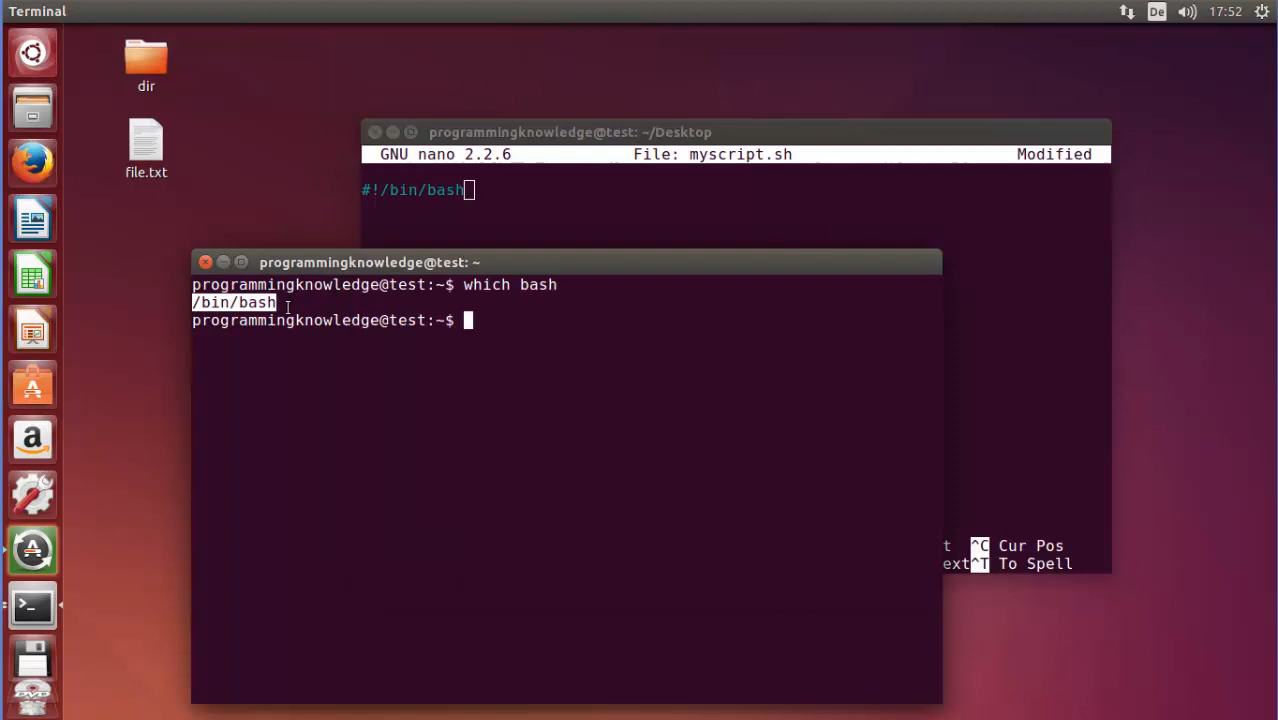 Terminal
De
17:52
dir
file.txt
programmingknowledge@test: ~/Desktop
GNU nano 2.2.6 File: myscript.sh Modified
#!/bin/bash
programmingknowledge@test: ~
programmingknowledge@test:~$ which bash
/bin/bash
programmingknowledge@test:~$
t ^C Cur Pos
ext^T To Spell